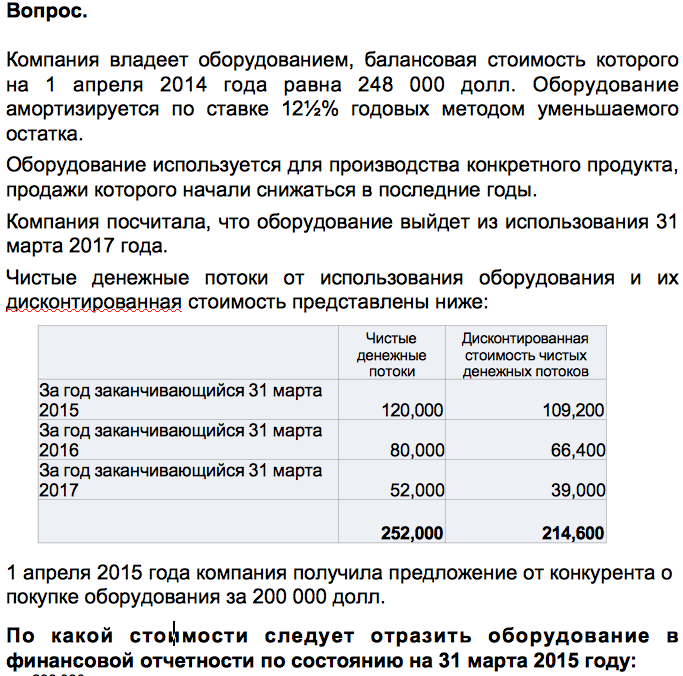 Вопрос.
Компания владеет оборудованием, балансовая стоимость которого
на 1 апреля 2014 года равна 248 000 долл. Оборудование
амортизируется по ставке 12½% годовых методом уменьшаемого
остатка.
Оборудование используется для производства конкретного продукта,
продажи которого начали снижаться в последние годы.
Компания посчитала, что оборудование выйдет из использования 31
марта 2017 года.
Чистые денежные потоки от использования оборудования и их
дисконтированная стоимость представлены ниже:
Чистые денежные потоки
Дисконтированная стоимость чистых денежных потоков
За год заканчивающийся 31 марта
2015 120,000 109,200
За год заканчивающийся 31 марта
2016 80,000 66,400
За год заканчивающийся 31 марта
2017 52,000 39,000
252,000 214,600
1 апреля 2015 года компания получила предложение от конкурента о
покупке оборудования за 200 000 долл.
По какой стоимости следует отразить оборудование в
финансовой отчетности по состоянию на 31 марта 2015 году: